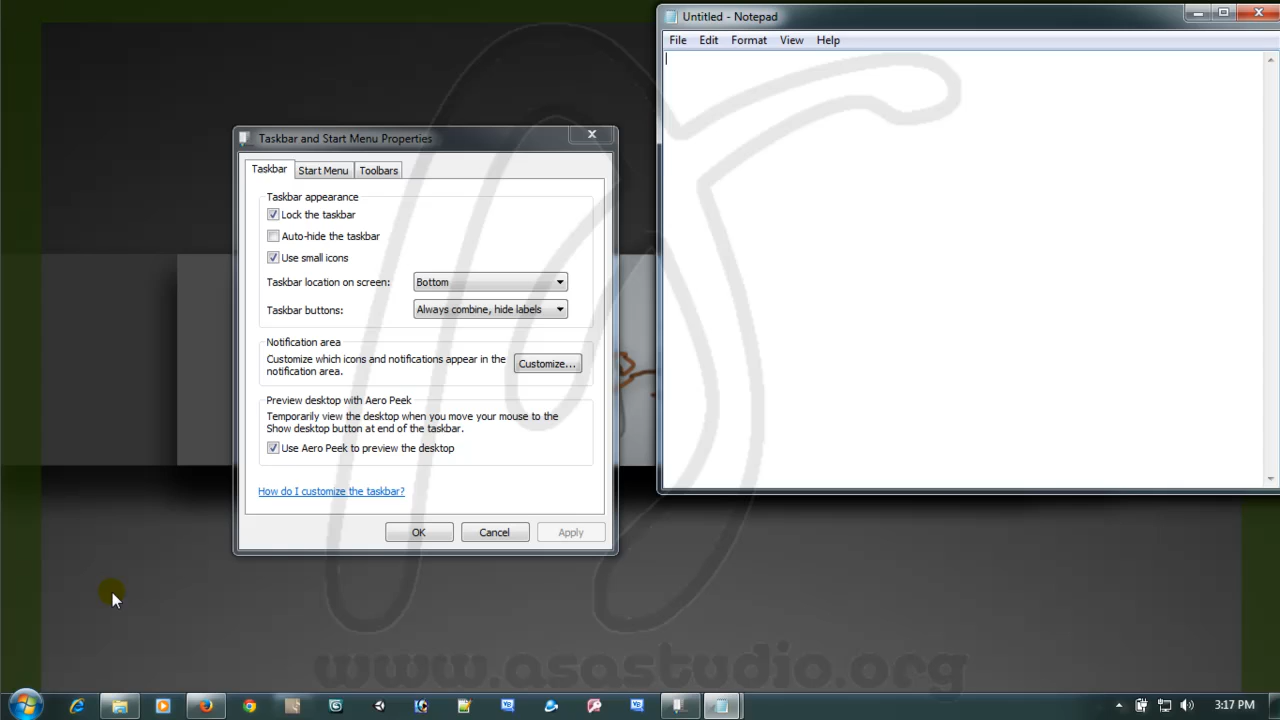 Untitled - Notepad
File Edit Format View Help
Taskbar and Start Menu Properties
Taskbar Start Menu Toolbars
Taskbar appearance
Lock the taskbar
Auto-hide the taskbar
Use small icons
Taskbar location on screen: Bottom
Taskbar buttons: Always combine, hide labels
Notification area
Customize which icons and notifications appear in the
notification area.
Customize...
Preview desktop with Aero Peek
Temporarily view the desktop when you move your mouse to the
Show desktop button at end of the taskbar.
Use Aero Peek to preview the desktop
How do I customize the taskbar?
OK Cancel Apply
www.asastudio.org
3:17 PM